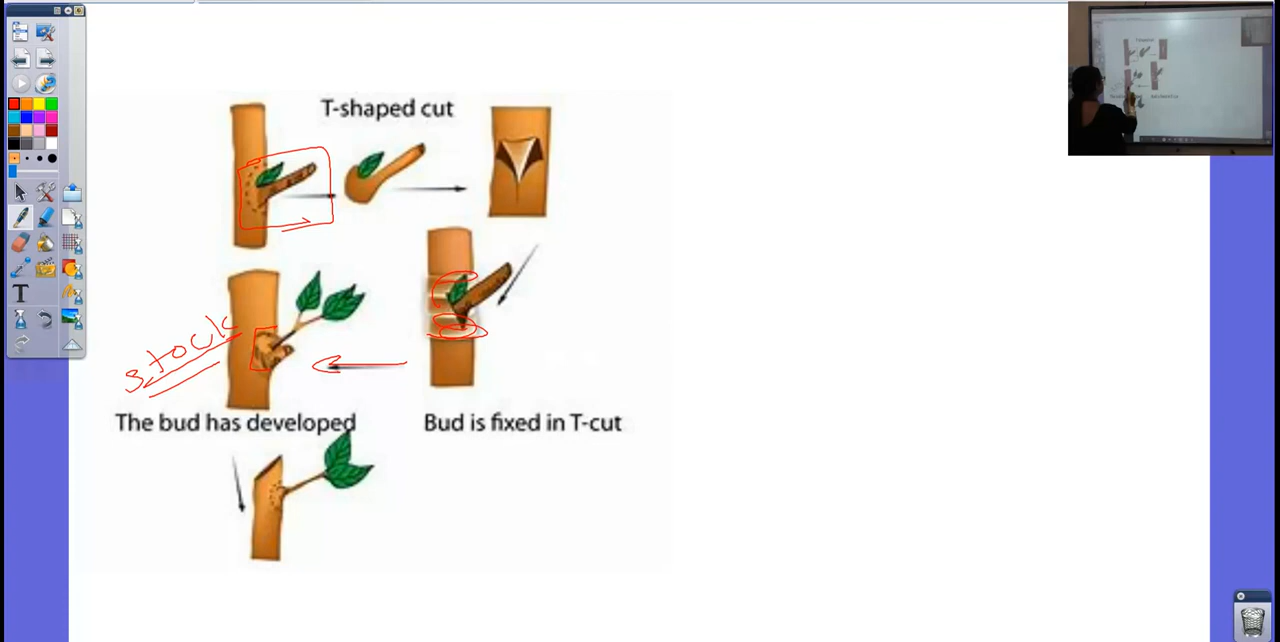 T-shaped cut
stock
The bud has developed
Bud is fixed in T-cut
T